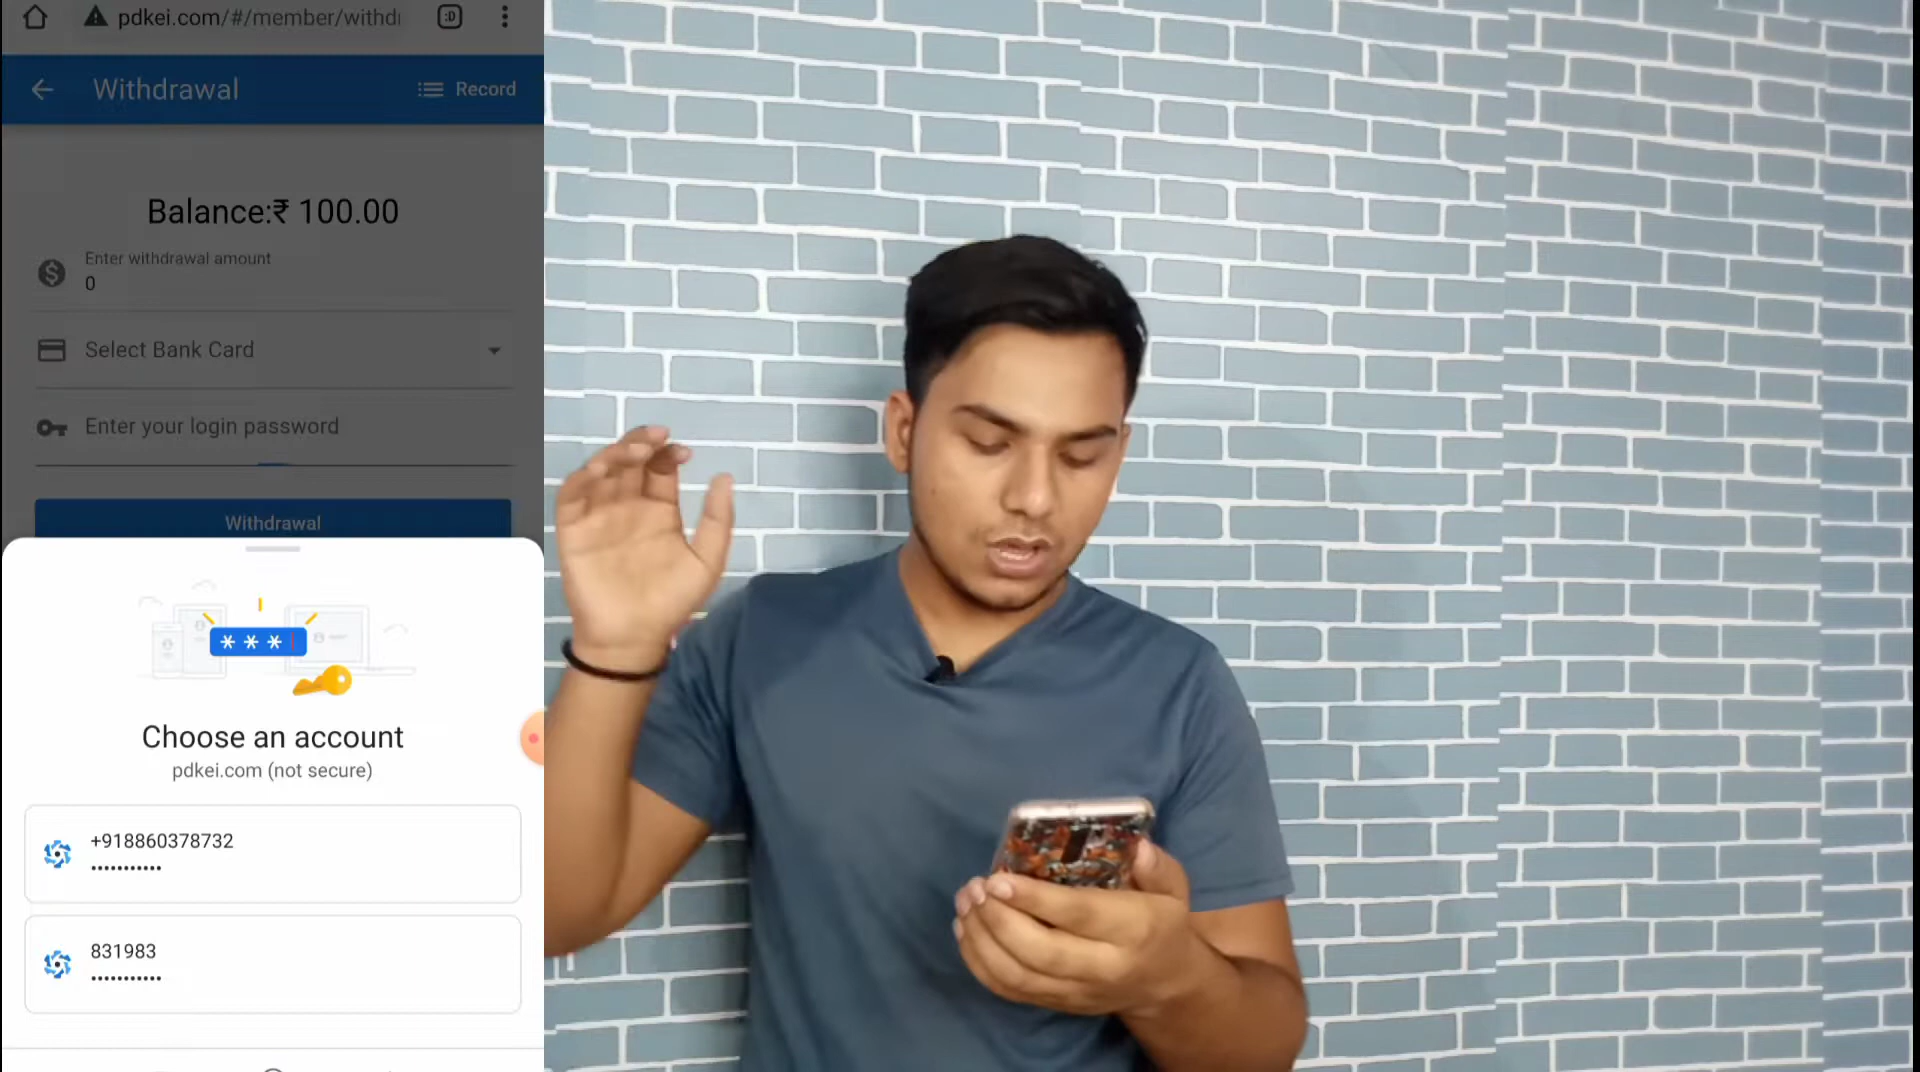 pdkei.com/#/member/withd
:D
Withdrawal
Record
Balance:₹ 100.00
Enter withdrawal amount
0
Select Bank Card
Enter your login password
Withdrawal
***
Choose an account
pdkei.com (not secure)
+918860378732
•••••••••••
831983
•••••••••••